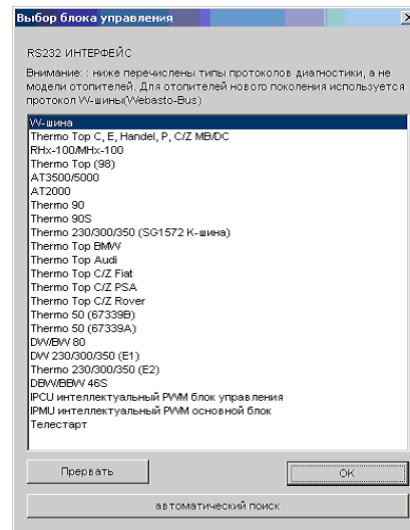 Выбор блока управления
RS232 ИНТЕРФЕЙС
Внимание: : ниже перечислены типы протоколов диагностики, а не
модели отопителей. Для отопителей нового поколения используется
протокол W-шины(Webasto-Bus)
W-шина
Thermo Top C, E, Handel, P, C/Z MB/DC
RHx-100/MHx-100
Thermo Top (98)
AT3500/5000
AT2000
Thermo 90
Thermo 90S
Thermo 230/300/350 (SG1572 K-шина)
Thermo Top BMW
Thermo Top Audi
Thermo Top C/Z Fiat
Thermo Top C/Z PSA
Thermo Top C/Z Rover
Thermo 50 (67339B)
Thermo 50 (67339A)
DW/BW 80
DW 230/300/350 (E1)
Thermo 230/300/350 (E2)
DBW/BBW 46S
IPCU интеллектуальный PWM блок управления
IPMU интеллектуальный PWM основной блок
Телестарт
Прервать
OK
автоматический поиск